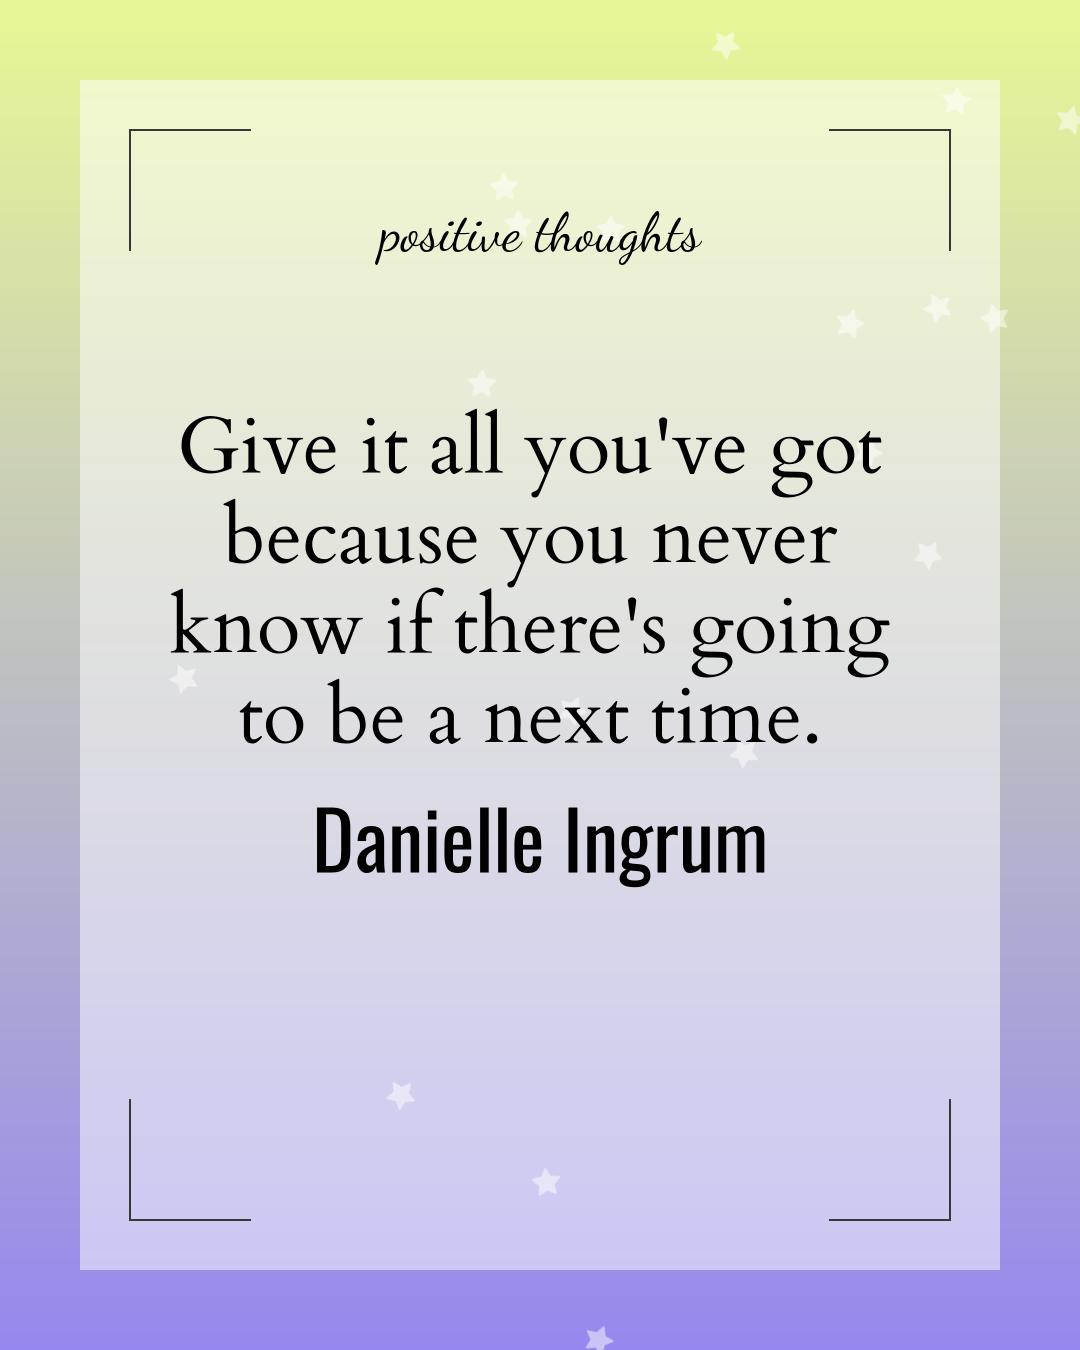 positive thoughts
Give it all you've got
because you never
know if there's going
to be a next time.
Danielle Ingrum